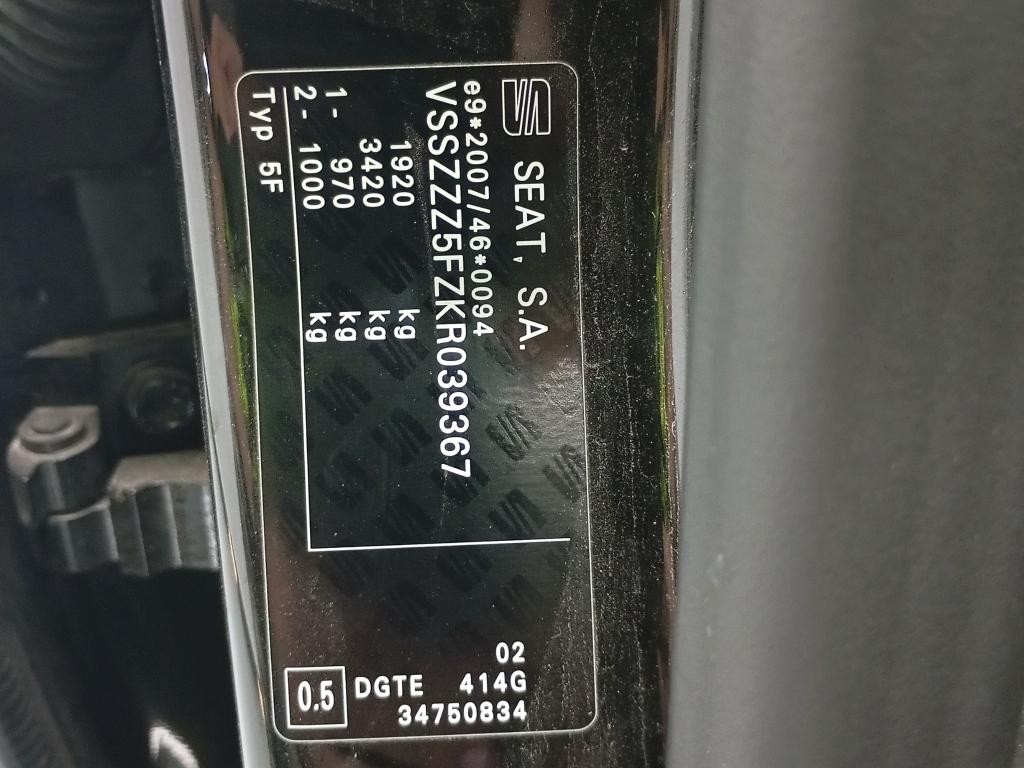 SEAT, S.A.
e9*2007/46*0094
VSSZZZ5FZKR039367
1920 kg
3420 kg
1- 970 kg
2- 1000 kg
Typ 5F
02
DGTE 414G
34750834
0.5